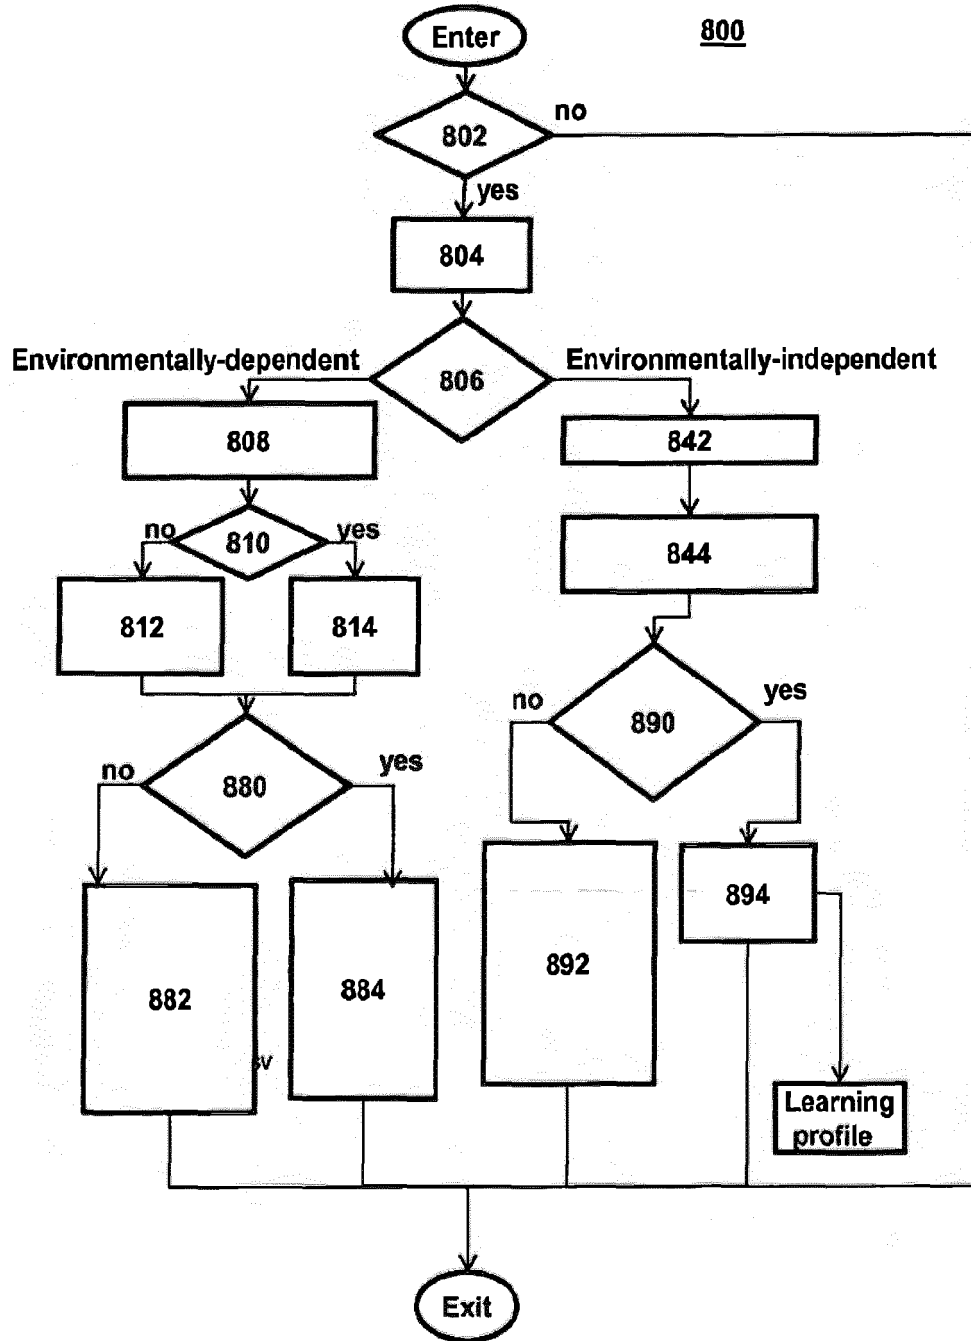 Enter
800
no
802
yes
804
Environmentally-dependent
Environmentally-independent
806
808
842
no
810
yes
844
812
814
no
890
yes
no
880
yes
894
892
882
884
sv
Learning
profile
Exit